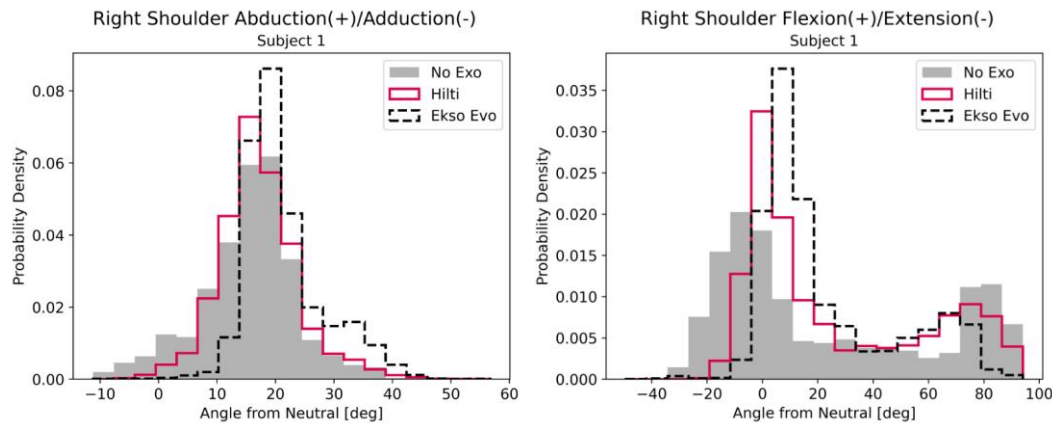 Right Shoulder Abduction(+)/Adduction(-)
Subject 1
No Exo
Hilti
Ekso Evo
Probability Density
0.08
0.06
0.04
0.02
0.00
−10
0
10
20
30
40
50
60
Angle from Neutral [deg]
Right Shoulder Flexion(+)/Extension(-)
Subject 1
No Exo
Hilti
Ekso Evo
Probability Density
0.035
0.030
0.025
0.020
0.015
0.010
0.005
0.000
−40
−20
0
20
40
60
80
100
Angle from Neutral [deg]